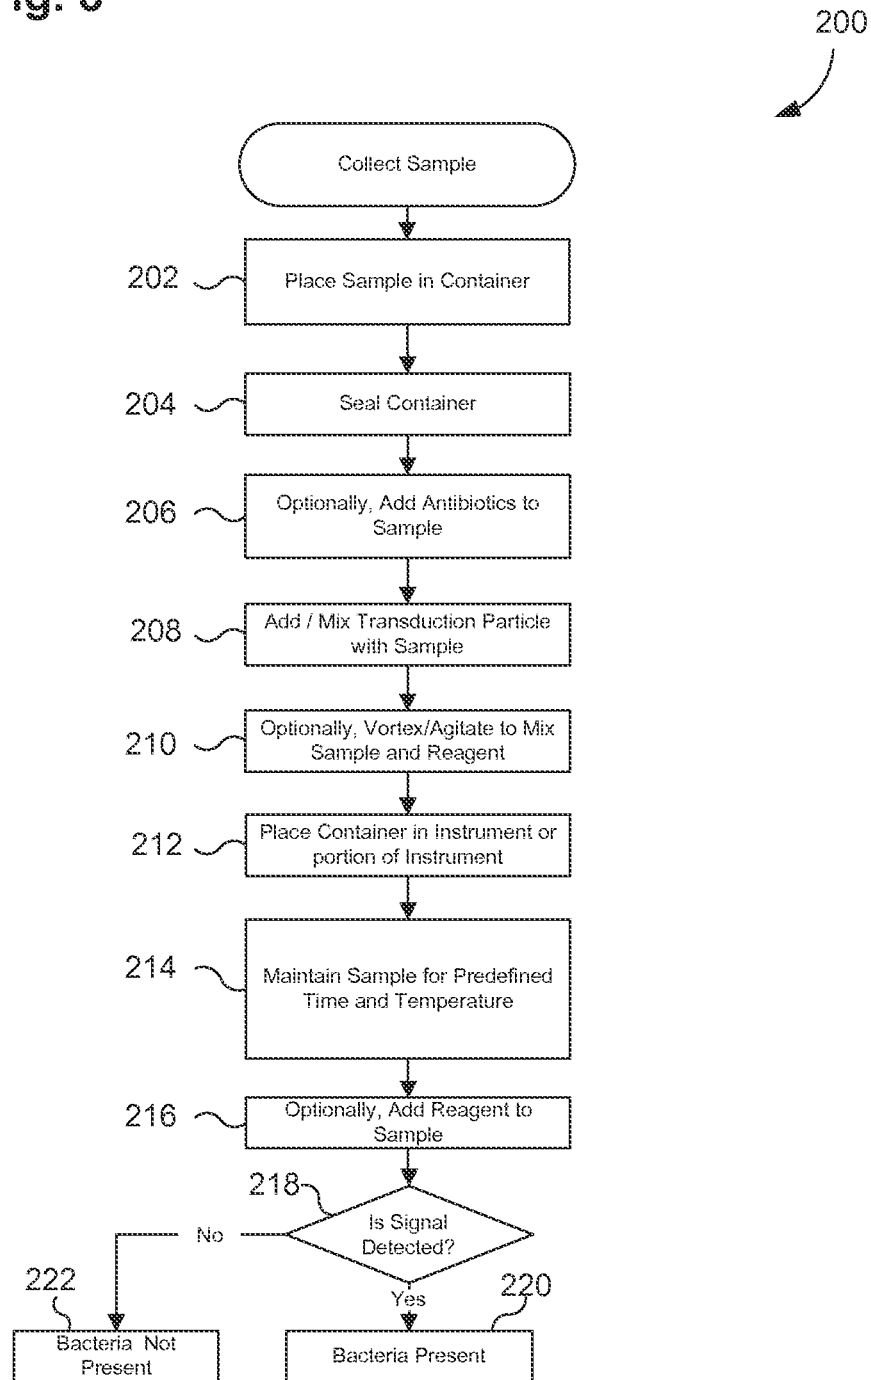 200
Collect Sample
202
Place Sample in Container
204
Seal Container
206
Optionally, Add Antibiotics to
Sample
208
Add / Mix Transduction Particle
with Sample
210
Optionally, Vortex/Agitate to Mix
Sample and Reagent
212
Place Container in Instrument or
portion of Instrument
214
Maintain Sample for Predefined
Time and Temperature
216
Optionally, Add Reagent to
Sample
218
Is Signal
Detected?
No
Yes
222
220
Bacteria Not
Present
Bacteria Present